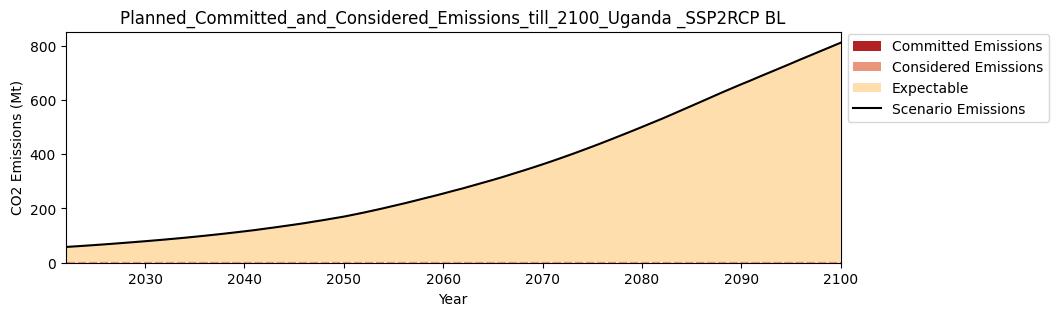 Planned_Committed_and_Considered_Emissions_till_2100_Uganda _SSP2RCP BL
Committed Emissions
Considered Emissions
Expectable
Scenario Emissions
CO2 Emissions (Mt)
800
600
400
200
0
2030 2040 2050 2060 2070 2080 2090 2100
Year